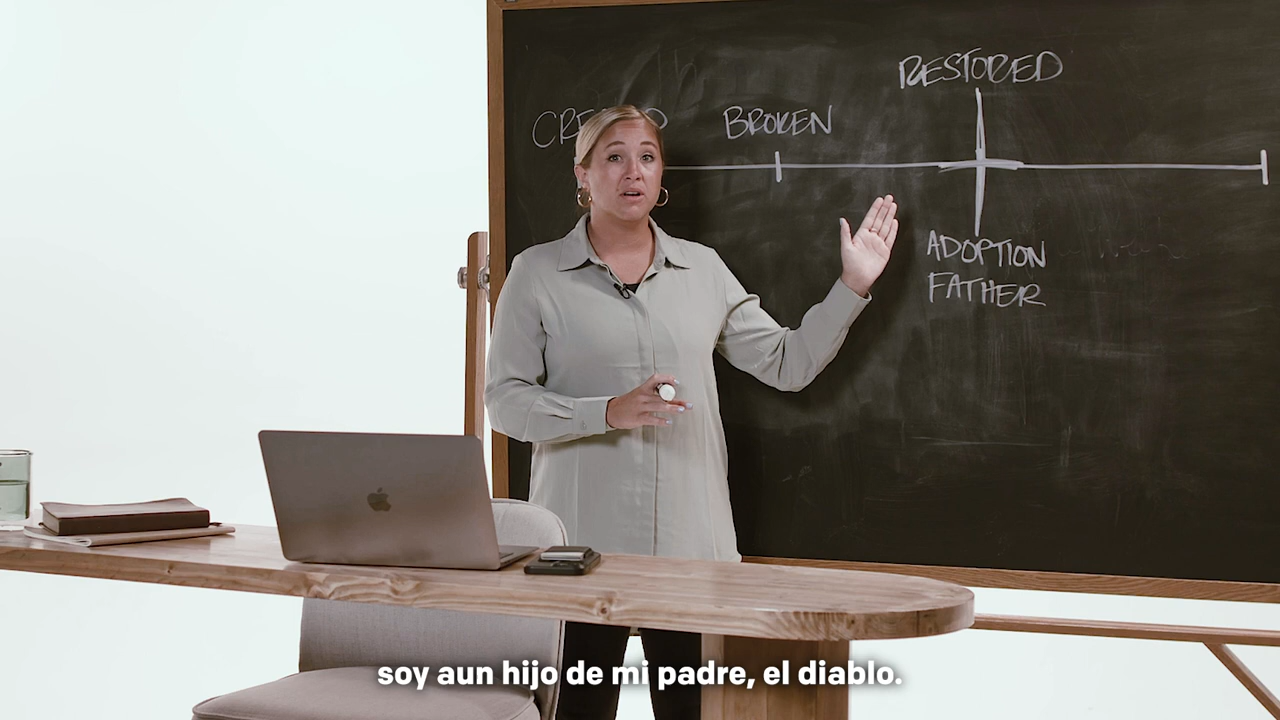 RESTORED
BROKEN
ADOPTION
FATHER
soy aun hijo de mi padre, el diablo.